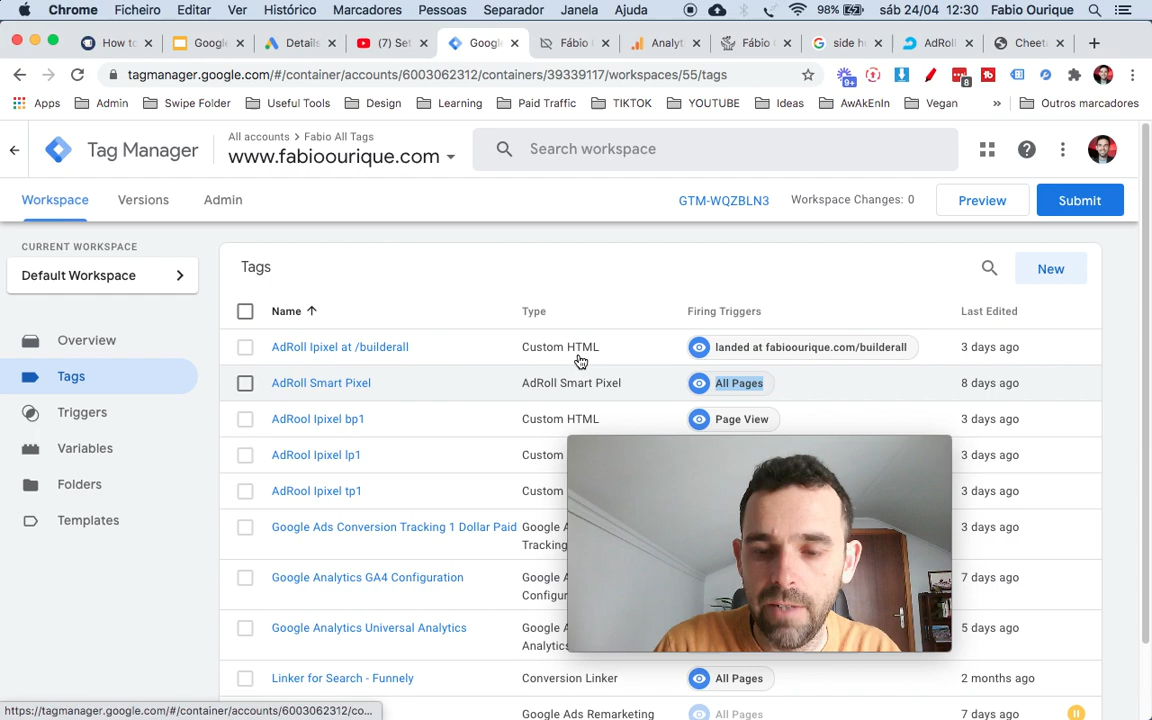 Chrome Ficheiro Editar Ver Histórico Marcadores Pessoas Separador Janela Ajuda 98% sáb 24/04 12:30 Fabio Ourique
How to Google Details (7) Set Googl Fábio Analyt Fábio side h AdRoll Cheet
tagmanager.google.com/#/container/accounts/6003062312/containers/39339117/workspaces/55/tags 9+ 8
Apps Admin Swipe Folder Useful Tools Design Learning Paid Traffic TIKTOK YOUTUBE Ideas AwAkEnIn Vegan » Outros marcadores
All accounts > Fabio All Tags
Tag Manager www.fabioourique.com Search workspace
Workspace Versions Admin GTM-WQZBLN3 Workspace Changes: 0 Preview Submit
CURRENT WORKSPACE
Default Workspace
Overview
Tags
Triggers
Variables
Folders
Templates
Tags New
Name Type Firing Triggers Last Edited
AdRoll Ipixel at /builderall Custom HTML landed at fabioourique.com/builderall 3 days ago
AdRoll Smart Pixel AdRoll Smart Pixel All Pages 8 days ago
AdRool Ipixel bp1 Custom HTML Page View 3 days ago
AdRool Ipixel lp1 Custom 3 days ago
AdRool Ipixel tp1 Custom 3 days ago
Google Ads Conversion Tracking 1 Dollar Paid Google A 3 days ago
Tracking
Google Analytics GA4 Configuration Google A 7 days ago
Configur
Google Analytics Universal Analytics Google A 5 days ago
Analytics
Linker for Search - Funnely Conversion Linker All Pages 2 months ago
Google Ads Remarketing All Pages 7 days ago
https://tagmanager.google.com/#/container/accounts/6003062312/co...